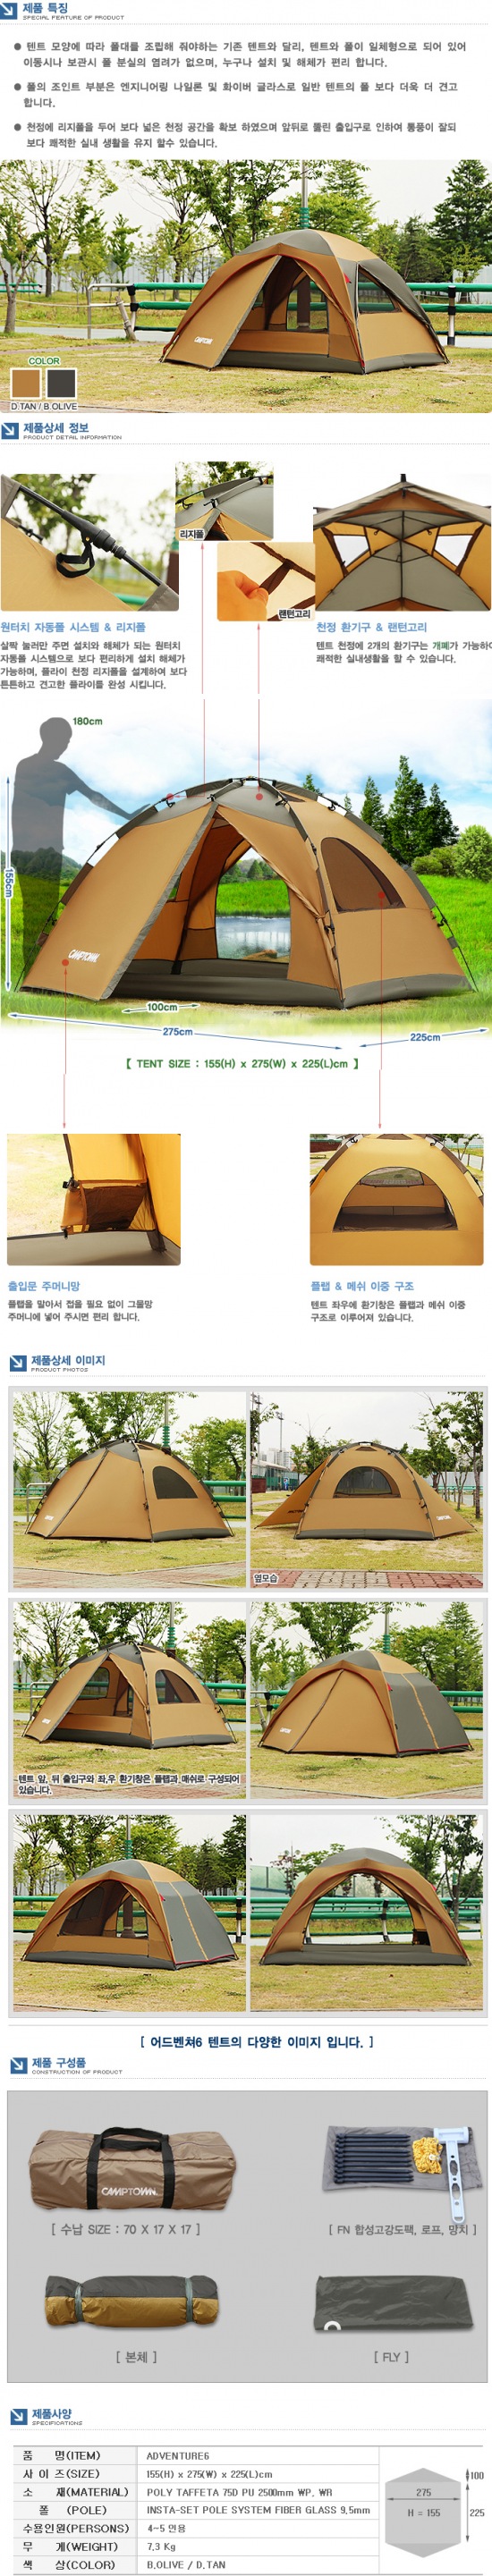 제품 특징
SPECIAL FEATURE OF PRODUCT
● 텐트 모양에 따라 폴대를 조립해 줘야하는 기존 텐트와 달리, 텐트와 폴이 일체형으로 되어 있어
이동시나 보관시 폴 분실의 염려가 없으며, 누구나 설치 및 해체가 편리 합니다.
● 폴의 조인트 부분은 엔지니어링 나일론 및 화이버 글라스로 일반 텐트의 폴 보다 더욱 더 견고
합니다.
● 천정에 리지폴을 두어 보다 넓은 천정 공간을 확보 하였으며 앞뒤로 뚫린 출입구로 인하여 통풍이 잘되
보다 쾌적한 실내 생활을 유지 할수 있습니다.
CAMPTOWN
COLOR
D.TAN / B.OLIVE
제품상세 정보
PRODUCT DETAIL INFORMATION
리지폴
랜턴고리
원터치 자동폴 시스템 & 리지폴
살짝 눌러만 주면 설치와 해체가 되는 원터치
자동폴 시스템으로 보다 편리하게 설치 해체가
가능하며, 플라이 천정 리지폴을 설계하여 보다
튼튼하고 견고한 플라이를 완성 시킵니다.
천정 환기구 & 랜턴고리
텐트 천정에 2개의 환기구는 개폐가 가능하여
쾌적한 실내생활을 할 수 있습니다.
180cm
155cm
CAMPTOWN
100cm
275cm
225cm
[ TENT SIZE : 155(H) x 275(W) x 225(L)cm ]
출입문 주머니망
플랩을 말아서 접을 필요 없이 그물망
주머니에 넣어 주시면 편리 합니다.
플랩 & 메쉬 이중 구조
텐트 좌우에 환기창은 플랩과 메쉬 이중
구조로 이루어져 있습니다.
제품상세 이미지
PRODUCT PHOTOS
옆모습
텐트 앞, 뒤 출입구와 좌,우 환기창은 플랩과 매쉬로 구성되어
있습니다.
[ 어드벤쳐6 텐트의 다양한 이미지 입니다. ]
제품 구성품
CONSTRUCTION OF PRODUCT
CAMPTOWN
[ 수납 SIZE : 70 X 17 X 17 ]
[ FN 합성고강도팩, 로프, 망치 ]
[ 본체 ]
[ FLY ]
제품사양
SPECIFICATIONS
품 명(ITEM) ADVENTURE6
사 이 즈(SIZE) 155(H) x 275(W) x 225(L)cm
소 재(MATERIAL) POLY TAFFETA 75D PU 2500mm WP, WR
폴 (POLE) INSTA-SET POLE SYSTEM FIBER GLASS 9.5mm
수용인원(PERSONS) 4~5 인용
무 게(WEIGHT) 7.3 Kg
색 상(COLOR) B.OLIVE / D.TAN
100
275
H = 155
225